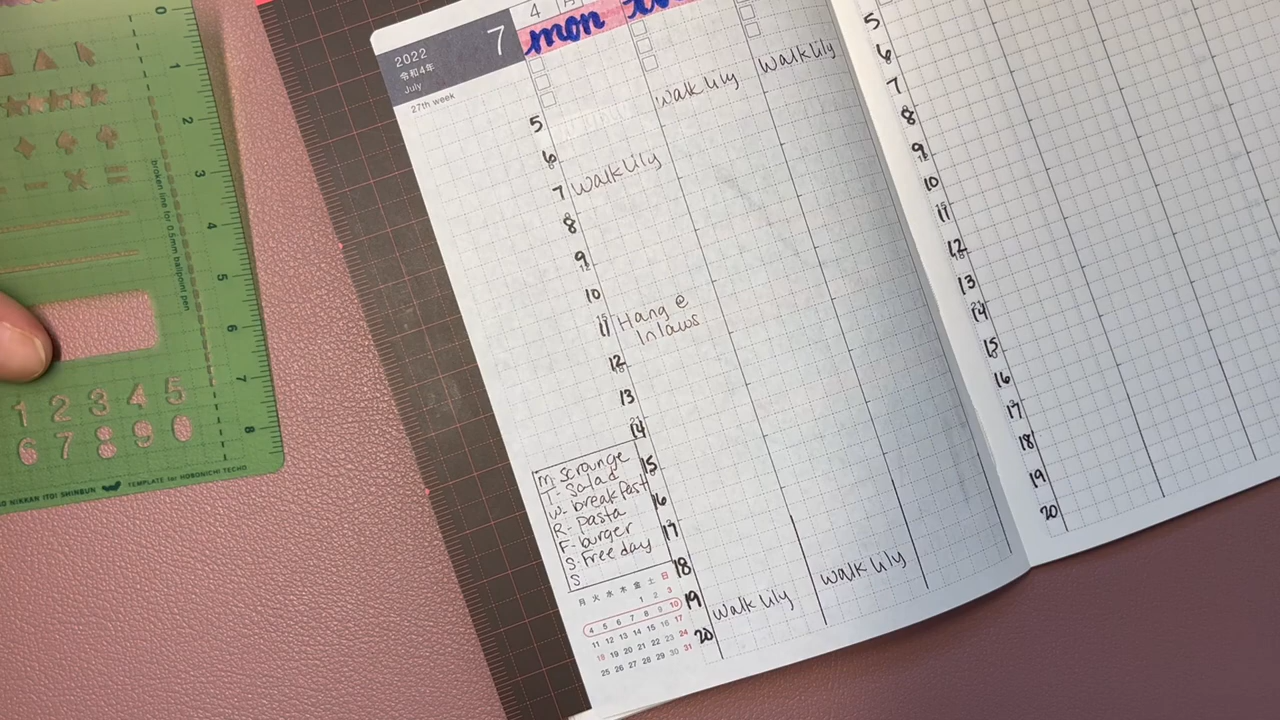 0
1
2
3
4
5
6
7
8
broken line for 0.5mm ballpoint pen
1 2 3 4 5
6 7 8 9 0
NIKKAN ITOI SHINBUN
TEMPLATE for HOBONICHI TECHO
2022
令和4年
July
7
27th week
4
mon
walk lily
walk lily
5
6
7 walk lily
8
9
10
11 Hang @
In laws
12
13
14
15
16
17
18
19 walk lily
20
walk lily
M- scrounge
T- Salad
W- breakfast
R- Pasta
F- burger
S- Free day
S
月 火 水 木 金 土 日
1 2 3
4 5 6 7 8 9 10
11 12 13 14 15 16 17
18 19 20 21 22 23 24
25 26 27 28 29 30 31
5
6
7
8
9
10
11
12
13
14
15
16
17
18
19
20